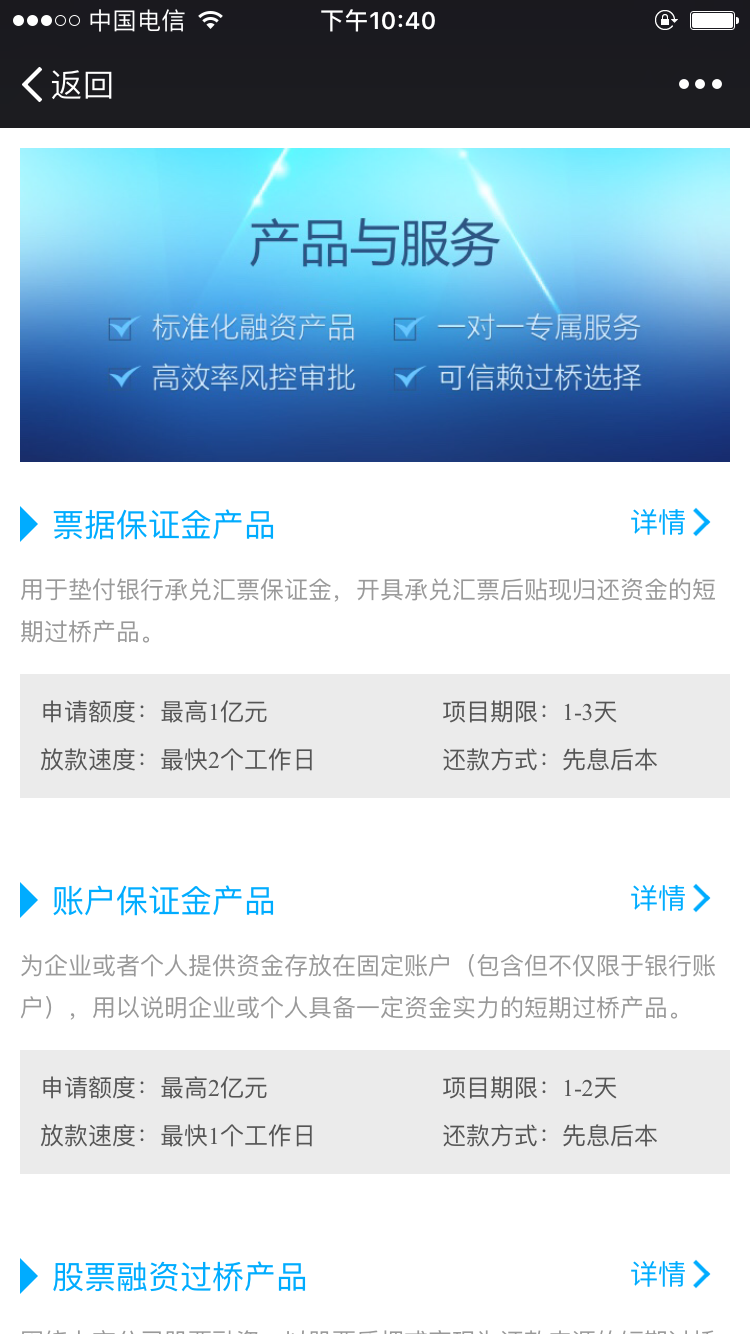 中国电信 下午10:40
返回
产品与服务
标准化融资产品 一对一专属服务
高效率风控审批 可信赖过桥选择
票据保证金产品 详情
用于垫付银行承兑汇票保证金，开具承兑汇票后贴现归还资金的短
期过桥产品。
申请额度：最高1亿元 项目期限：1-3天
放款速度：最快2个工作日 还款方式：先息后本
账户保证金产品 详情
为企业或者个人提供资金存放在固定账户（包含但不仅限于银行账
户），用以说明企业或个人具备一定资金实力的短期过桥产品。
申请额度：最高2亿元 项目期限：1-2天
放款速度：最快1个工作日 还款方式：先息后本
股票融资过桥产品 详情